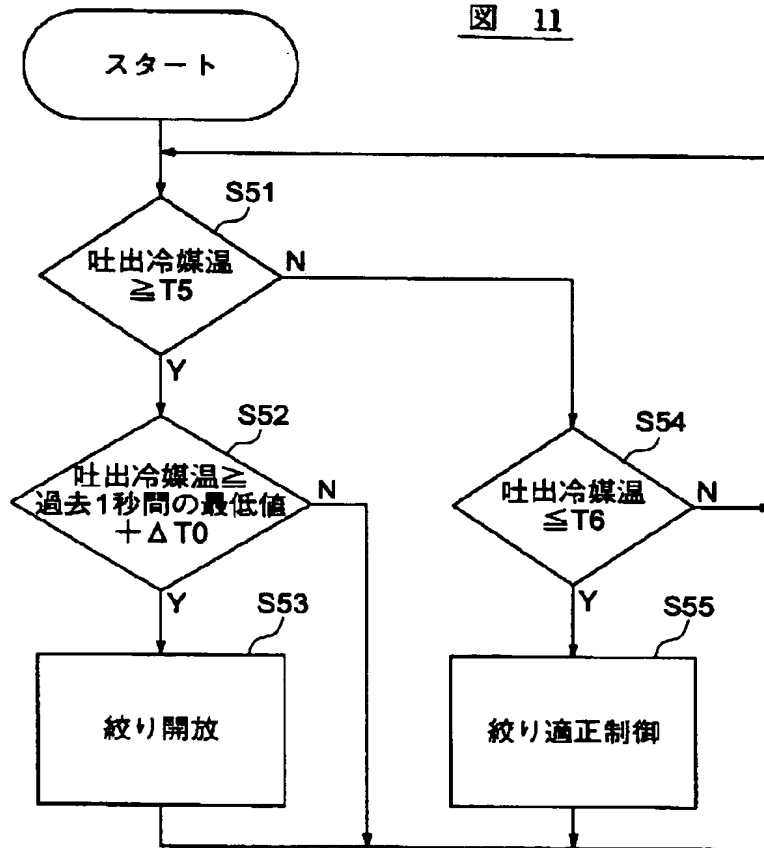 図 11
スタート
S51
吐出冷媒温
≧T5
N
Y
S52
吐出冷媒温≧
過去1秒間の最低値
+ΔT0
N
Y
S53
絞り開放
S54
吐出冷媒温
≦T6
N
Y
S55
絞り適正制御